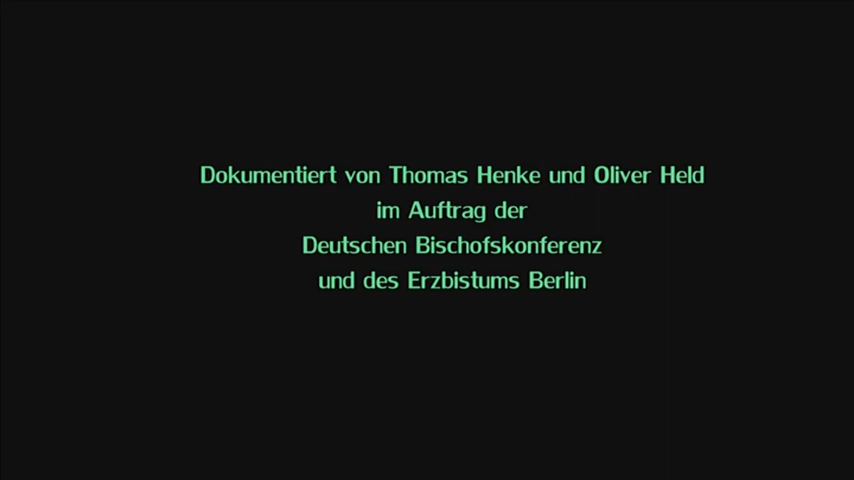 Dokumentiert von Thomas Henke und Oliver Held
im Auftrag der
Deutschen Bischofskonferenz
und des Erzbistums Berlin